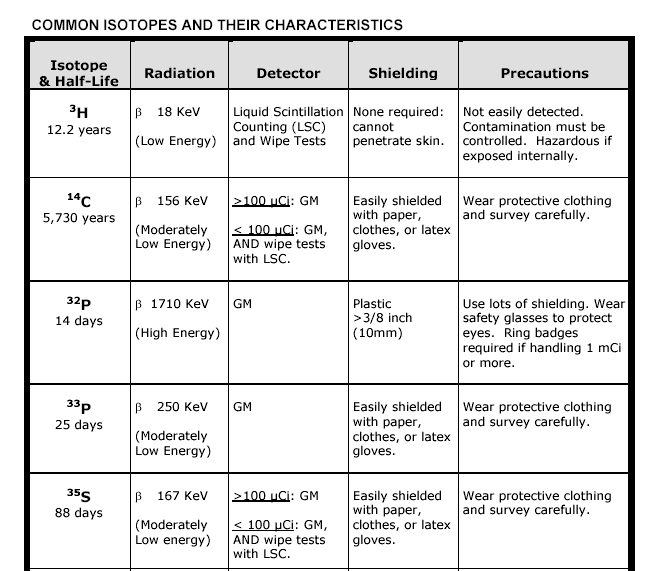 COMMON ISOTOPES AND THEIR CHARACTERISTICS
Isotope
& Half-Life
Radiation
Detector
Shielding
Precautions
³H
12.2 years
β 18 KeV
(Low Energy)
Liquid Scintillation
Counting (LSC)
and Wipe Tests
None required:
cannot
penetrate skin.
Not easily detected.
Contamination must be
controlled. Hazardous if
exposed internally.
¹⁴C
5,730 years
β 156 KeV
(Moderately
Low Energy)
>100 µCi: GM
< 100 µCi: GM,
AND wipe tests
with LSC.
Easily shielded
with paper,
clothes, or latex
gloves.
Wear protective clothing
and survey carefully.
³²P
14 days
β 1710 KeV
(High Energy)
GM
Plastic
>3/8 inch
(10mm)
Use lots of shielding. Wear
safety glasses to protect
eyes. Ring badges
required if handling 1 mCi
or more.
³³P
25 days
β 250 KeV
(Moderately
Low Energy)
GM
Easily shielded
with paper,
clothes, or latex
gloves.
Wear protective clothing
and survey carefully.
³⁵S
88 days
β 167 KeV
(Moderately
Low energy)
>100 µCi: GM
< 100 µCi: GM,
AND wipe tests
with LSC.
Easily shielded
with paper,
clothes, or latex
gloves.
Wear protective clothing
and survey carefully.